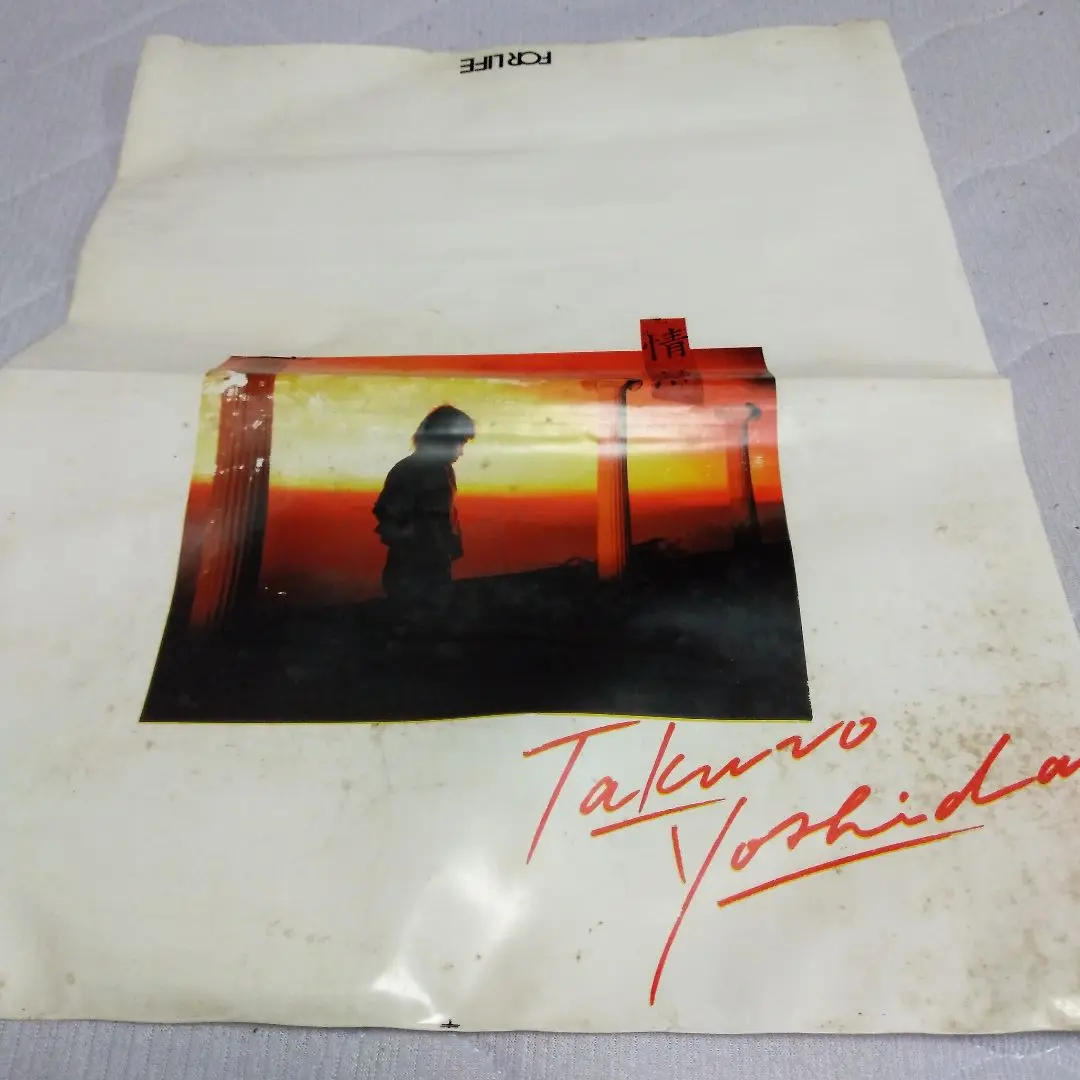 FOR LIFE
情
Takuro
Yoshida